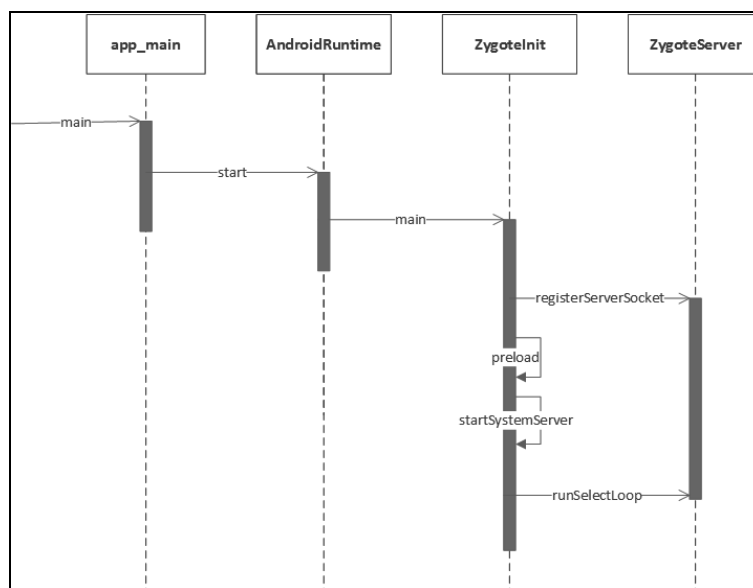 app_main
AndroidRuntime
ZygoteInit
ZygoteServer
main
start
main
registerServerSocket
preload
startSystemServer
runSelectLoop